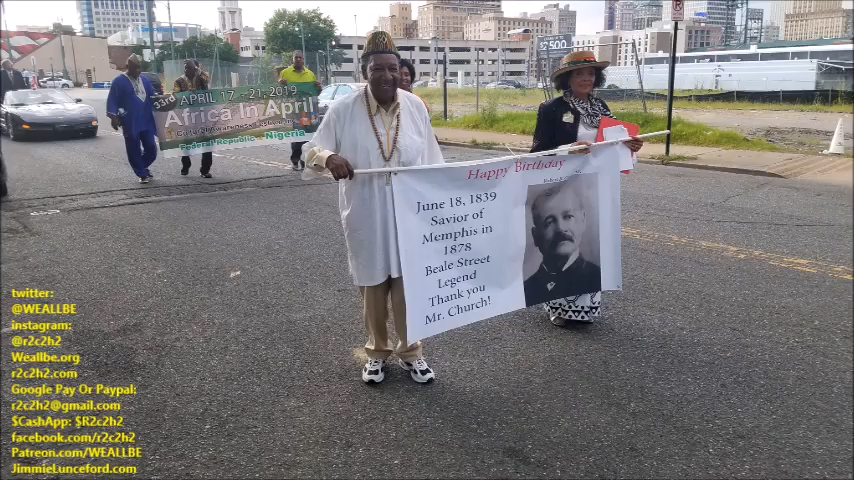 $2,500
33rd APRIL 17 - 21, 2019
Africa In April
Federal Republic of Nigeria
Happy Birthday
June 18, 1839
Savior of
Memphis in
1878
Beale Street
Legend
Thank you
Mr. Church!
twitter:
@WEALLBE
instagram:
@r2c2h2
Weallbe.org
r2c2h2.com
Google Pay Or Paypal:
r2c2h2@gmail.com
$CashApp: $R2c2h2
facebook.com/r2c2h2
Patreon.com/WEALLBE
JimmieLunceford.com